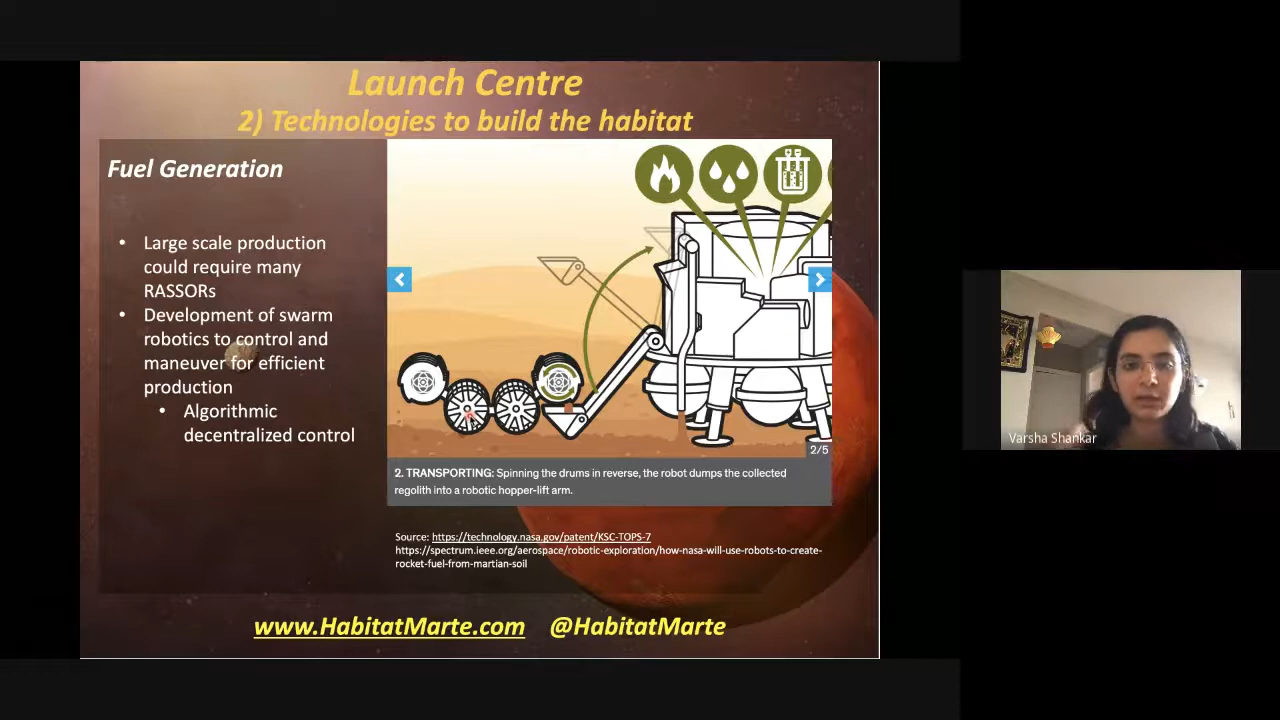 Launch Centre
2) Technologies to build the habitat
Fuel Generation
• Large scale production
could require many
RASSORs
• Development of swarm
robotics to control and
maneuver for efficient
production
• Algorithmic
decentralized control
2/5
2. TRANSPORTING: Spinning the drums in reverse, the robot dumps the collected
regolith into a robotic hopper-lift arm.
Source: https://technology.nasa.gov/patent/KSC-TOPS-7
https://spectrum.ieee.org/aerospace/robotic-exploration/how-nasa-will-use-robots-to-create-
rocket-fuel-from-martian-soil
www.HabitatMarte.com @HabitatMarte
Varsha Shankar